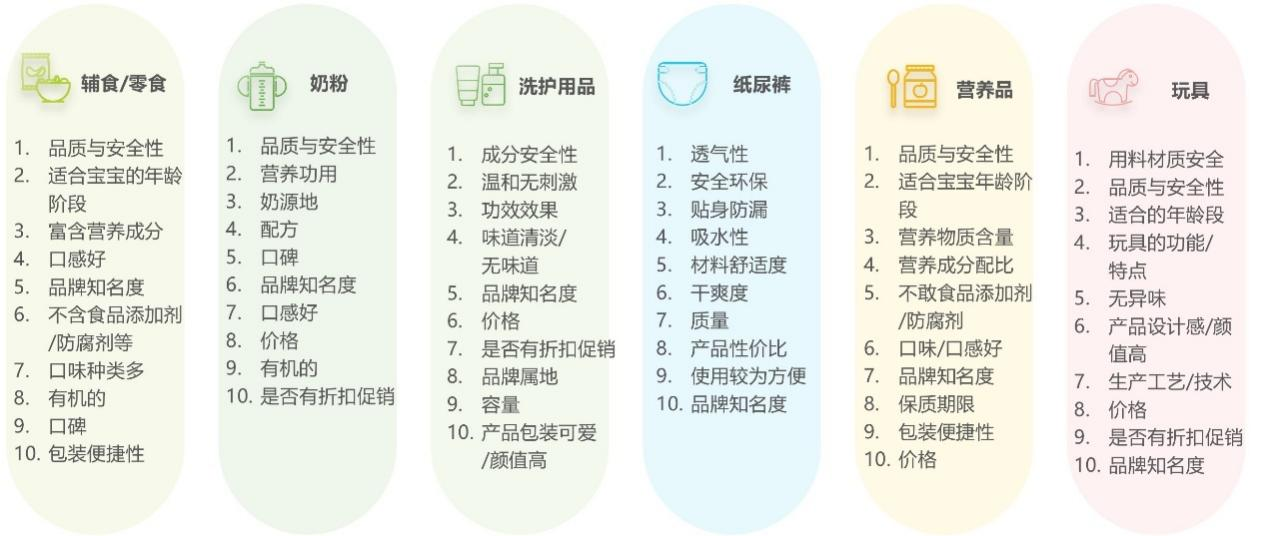 辅食/零食
1. 品质与安全性
2. 适合宝宝的年龄
阶段
3. 富含营养成分
4. 口感好
5. 品牌知名度
6. 不含食品添加剂
/防腐剂等
7. 口味种类多
8. 有机的
9. 口碑
10. 包装便捷性
奶粉
1. 品质与安全性
2. 营养功用
3. 奶源地
4. 配方
5. 口碑
6. 品牌知名度
7. 口感好
8. 价格
9. 有机的
10. 是否有折扣促销
洗护用品
1. 成分安全性
2. 温和无刺激
3. 功效效果
4. 味道清淡/
无味道
5. 品牌知名度
6. 价格
7. 是否有折扣促销
8. 品牌属地
9. 容量
10. 产品包装可爱
/颜值高
纸尿裤
1. 透气性
2. 安全环保
3. 贴身防漏
4. 吸水性
5. 材料舒适度
6. 干爽度
7. 质量
8. 产品性价比
9. 使用较为方便
10. 品牌知名度
营养品
1. 品质与安全性
2. 适合宝宝年龄阶
段
3. 营养物质含量
4. 营养成分配比
5. 不敢食品添加剂
/防腐剂
6. 口味/口感好
7. 品牌知名度
8. 保质期限
9. 包装便捷性
10. 价格
玩具
1. 用料材质安全
2. 品质与安全性
3. 适合的年龄段
4. 玩具的功能/
特点
5. 无异味
6. 产品设计感/颜
值高
7. 生产工艺/技术
8. 价格
9. 是否有折扣促销
10. 品牌知名度